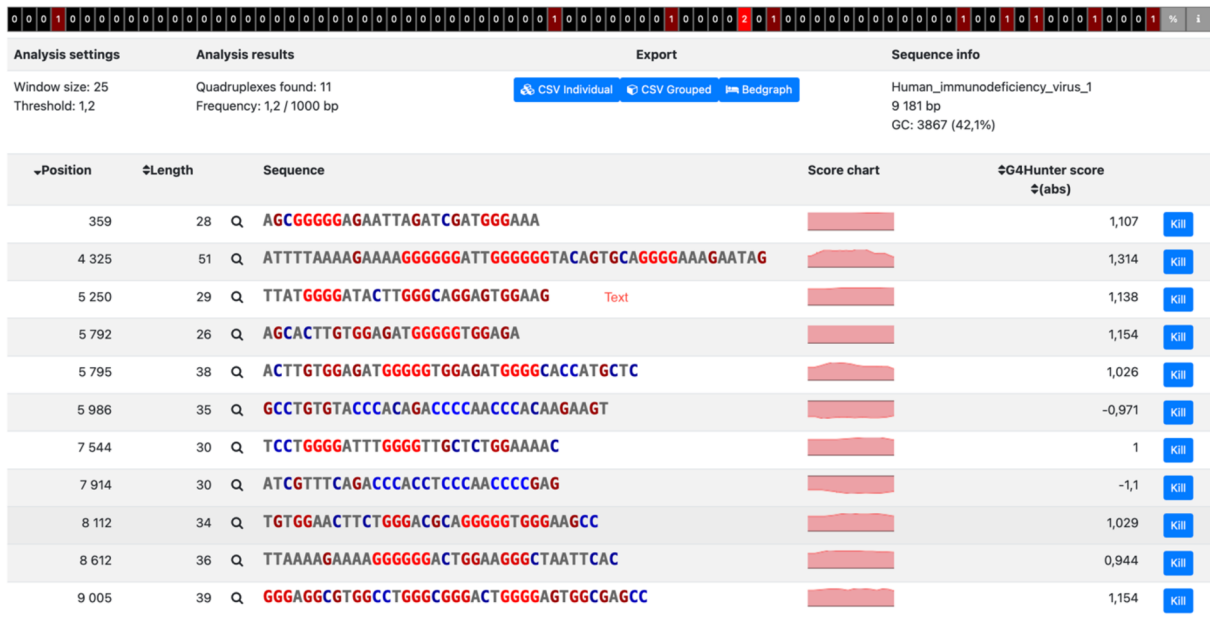 0 0 0 1 0 0 0 0 0 0 0 0 0 0 0 0 0 0 0 0 0 0 0 0 0 0 0 0 0 0 0 0 0 0 0 0 0 1 0 0 0 0 0 0 0 1 0 0 0 0 2 0 1 0 0 0 0 0 0 0 0 0 0 0 0 1 0 0 1 0 1 0 0 0 1 0 0 0 1 % i
Analysis settings Analysis results Export Sequence info
Window size: 25 Quadruplexes found: 11 CSV Individual CSV Grouped Bedgraph Human_immunodeficiency_virus_1
Threshold: 1,2 Frequency: 1,2 / 1000 bp 9 181 bp
GC: 3867 (42,1%)
Position Length Sequence Score chart G4Hunter score
(abs)
359 28 AGCGGGGGAGAATTAGATCGATGGGAAA 1,107 Kill
4 325 51 ATTTTAAAAGAAAAGGGGGGATTGGGGGGTACAGTGCAGGGGAAAGAATAG 1,314 Kill
5 250 29 TTATGGGGATACTTGGGCAGGAGTGGAAG Text 1,138 Kill
5 792 26 AGCACTTGTGGAGATGGGGGTGGAGA 1,154 Kill
5 795 38 ACTTGTGGAGATGGGGGTGGAGATGGGGCACCATGCTC 1,026 Kill
5 986 35 GCCTGTGTACCCACAGACCCCAACCCACAAGAAGT -0,971 Kill
7 544 30 TCCTGGGGATTTGGGGTTGCTCTGGAAAAC 1 Kill
7 914 30 ATCGTTTCAGACCCACCTCCCAACCCCGAG -1,1 Kill
8 112 34 TGTGGAACTTCTGGGACGCAGGGGGTGGGAAGCC 1,029 Kill
8 612 36 TTAAAAGAAAAGGGGGGACTGGAAGGGCTAATTCAC 0,944 Kill
9 005 39 GGGAGGCGTGGCCTGGGCGGGACTGGGGAGTGGCGAGCC 1,154 Kill